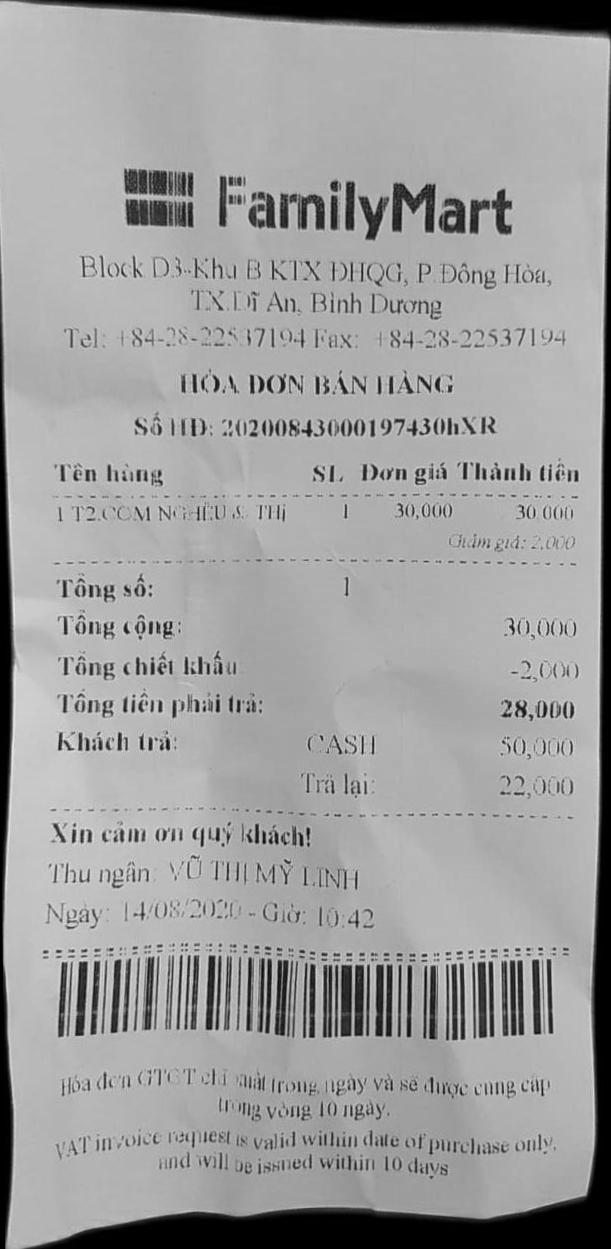 FamilyMart
Block D3-Khu B KTX ĐHQG, P.Đông Hòa,
TX.Dĩ An, Bình Dương
Tel: +84-28-22537194 Fax: +84-28-22537194
HÓA ĐƠN BÁN HÀNG
Số HĐ: 20200843000197430hXR
Tên hàng SL Đơn giá Thành tiền
1 T2.CƠM NGHÊU & THị 1 30,000 30,000
Giảm giá: 2,000
Tổng số: 1
Tổng cộng: 30,000
Tổng chiết khấu -2,000
Tổng tiền phải trả: 28,000
Khách trả: CASH 50,000
Trả lại: 22,000
Xin cảm ơn quý khách!
Thu ngân: VŨ THỊ MỸ LINH
Ngày: 14/08/2020 - Giờ: 10:42
Hóa đơn GTGT chỉ xuất trong ngày và sẽ được cung cấp
trong vòng 10 ngày.
VAT invoice request is valid within date of purchase only,
and will be issued within 10 days